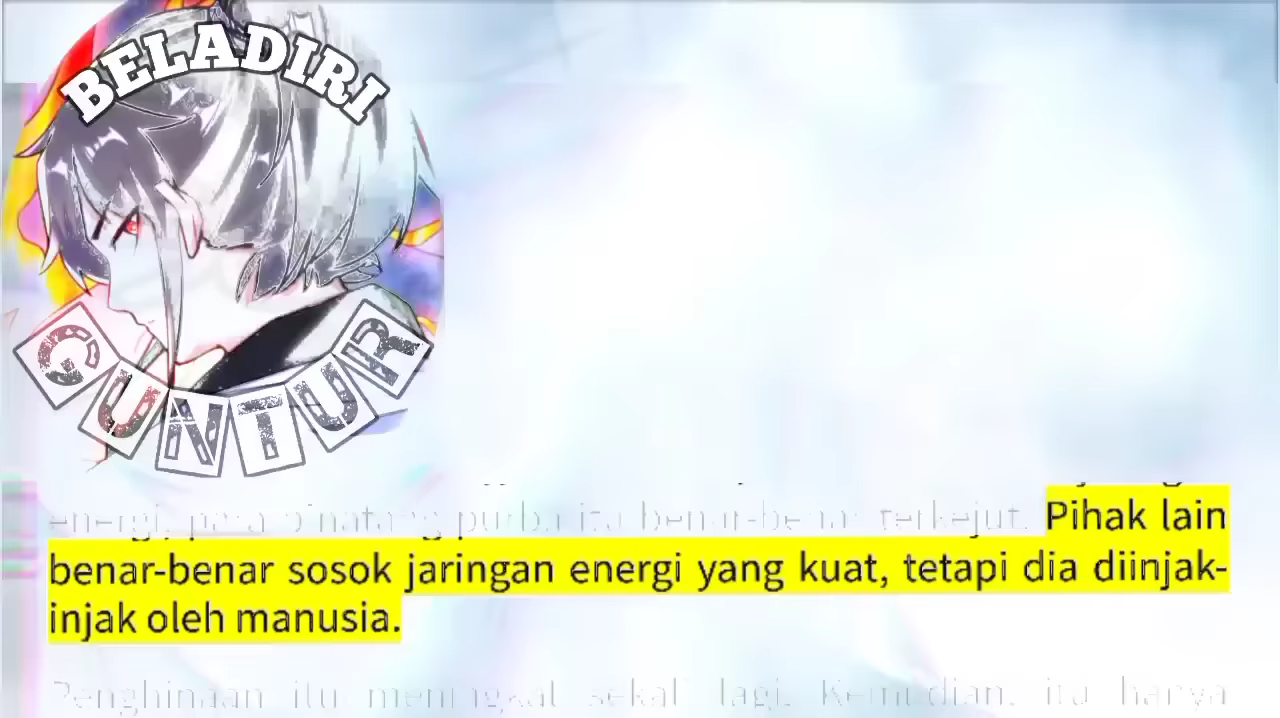 BELADIRI
GUNTUR
energi, para binatang purba itu benar-benar terkejut. Pihak lain
benar-benar sosok jaringan energi yang kuat, tetapi dia diinjak-
injak oleh manusia.
Penghinaan itu meningkat sekali lagi. Kemudian, itu hanya